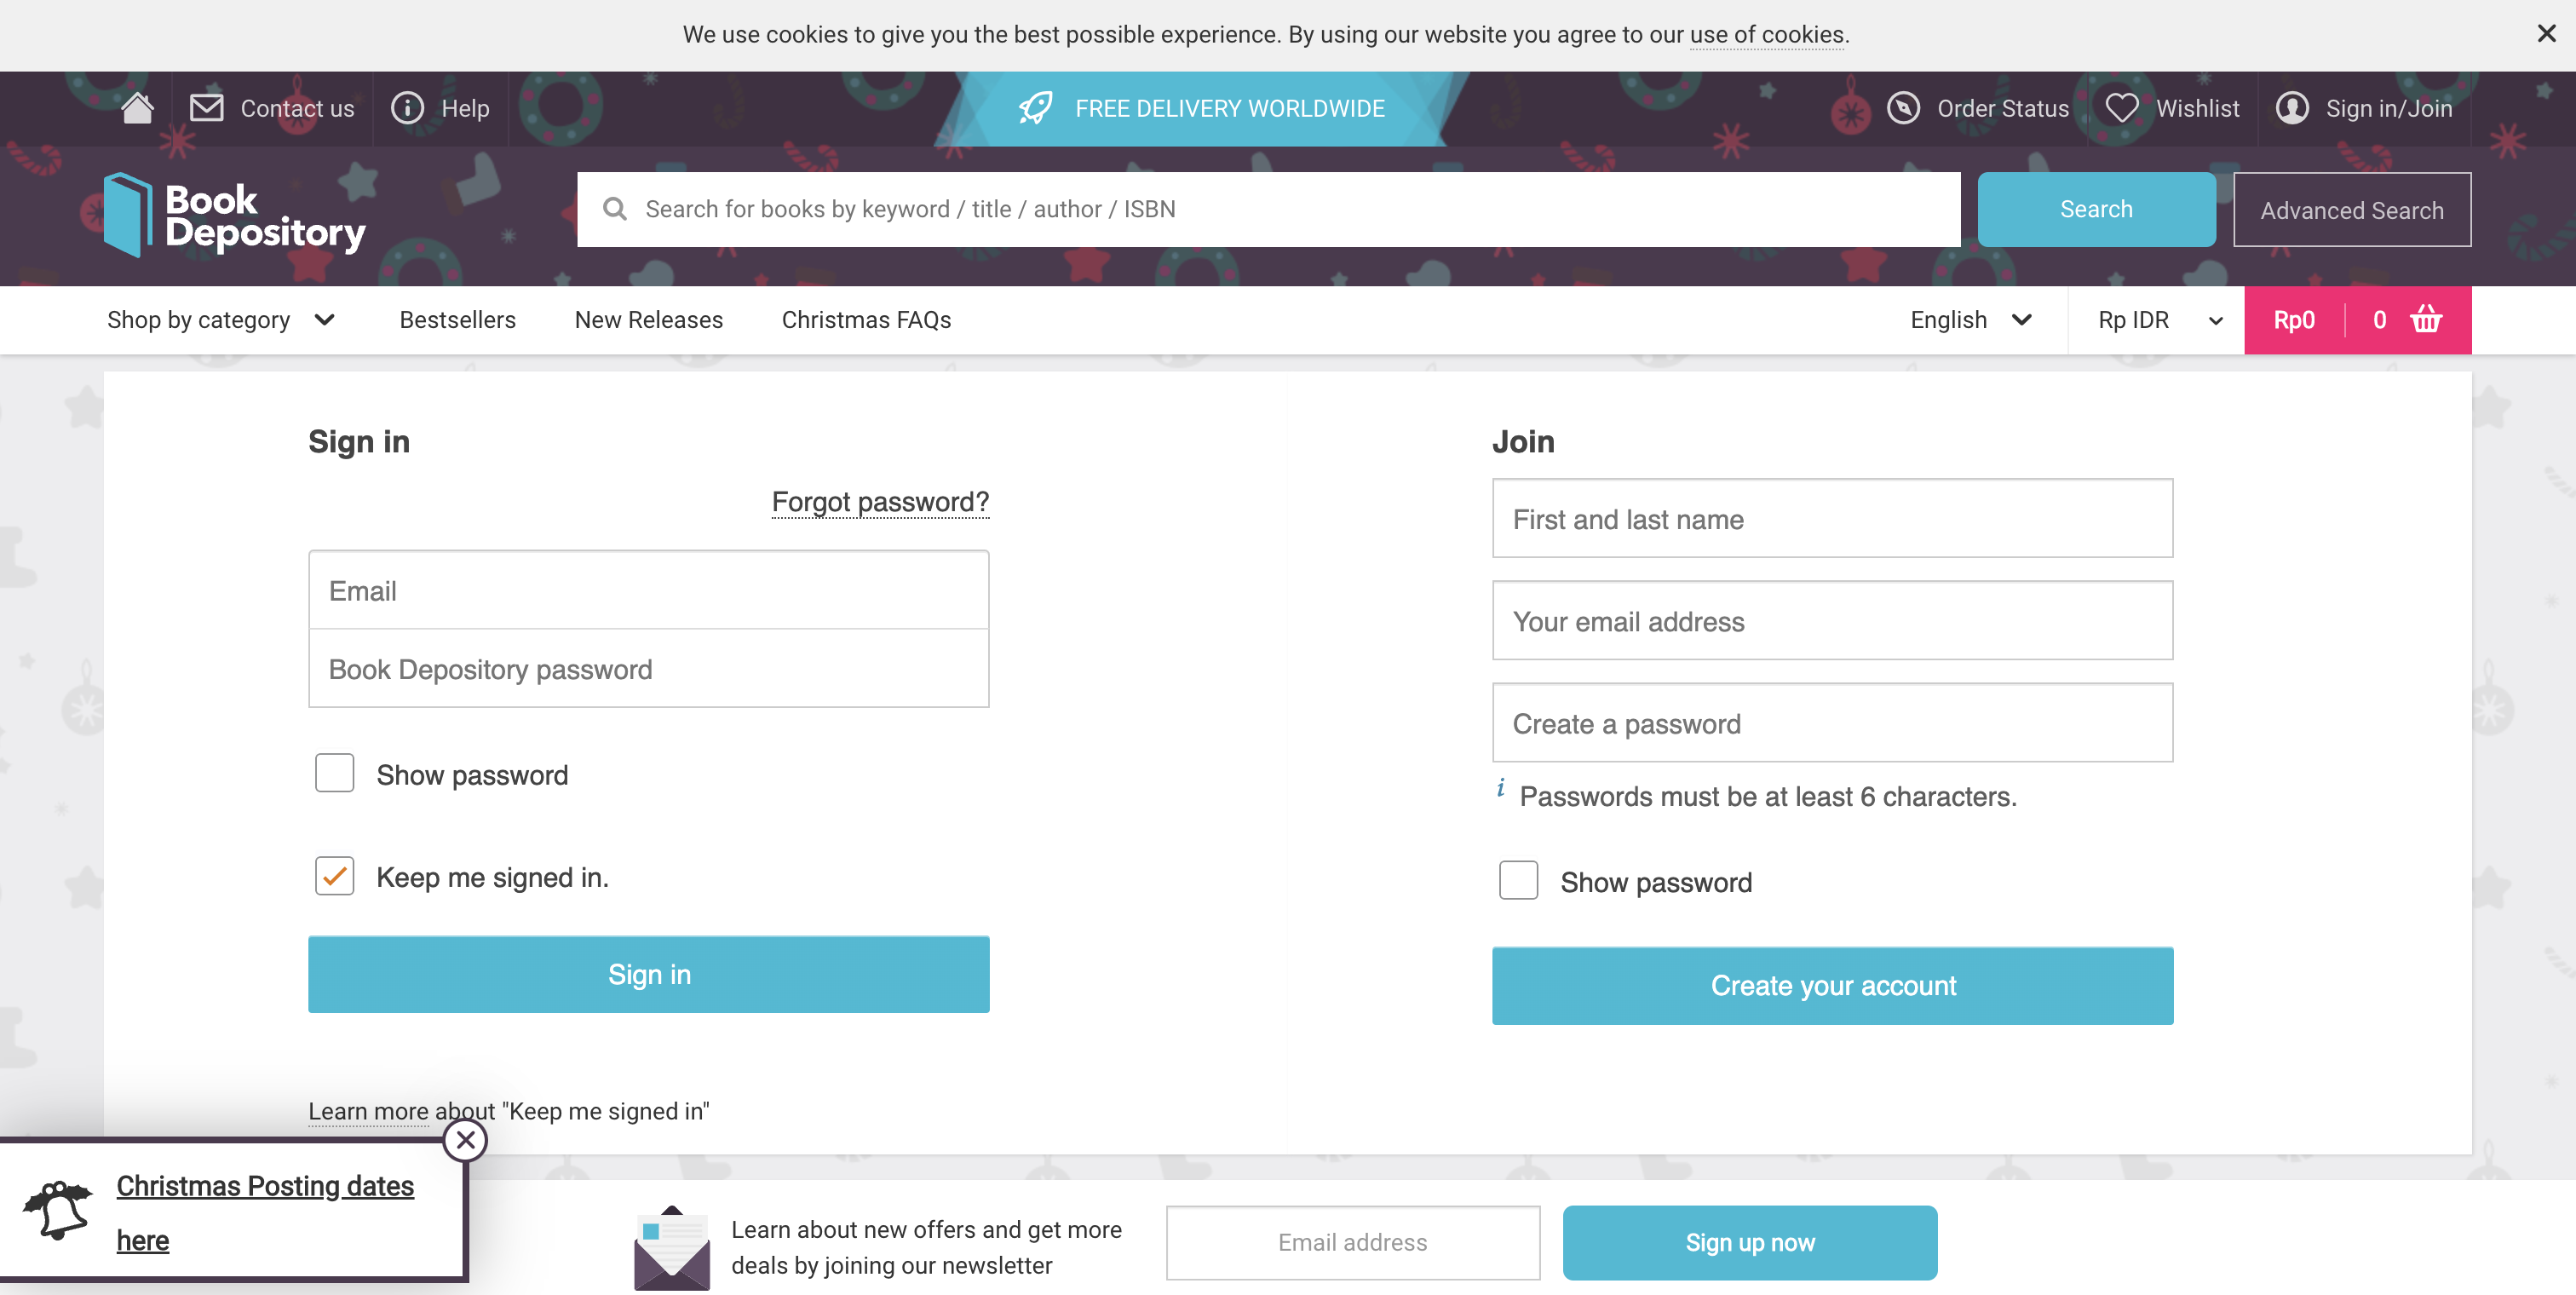 We use cookies to give you the best possible experience. By using our website you agree to our use of cookies.
Contact us
Help
FREE DELIVERY WORLDWIDE
Order Status
Wishlist
Sign in/Join
Book
Depository
Search for books by keyword / title / author / ISBN
Search
Advanced Search
Shop by category
Bestsellers
New Releases
Christmas FAQs
English
Rp IDR
Rp0
0
Sign in
Forgot password?
Email
Book Depository password
Show password
Keep me signed in.
Sign in
Learn more about "Keep me signed in"
Join
First and last name
Your email address
Create a password
i Passwords must be at least 6 characters.
Show password
Create your account
Christmas Posting dates
here
Learn about new offers and get more
deals by joining our newsletter
Email address
Sign up now